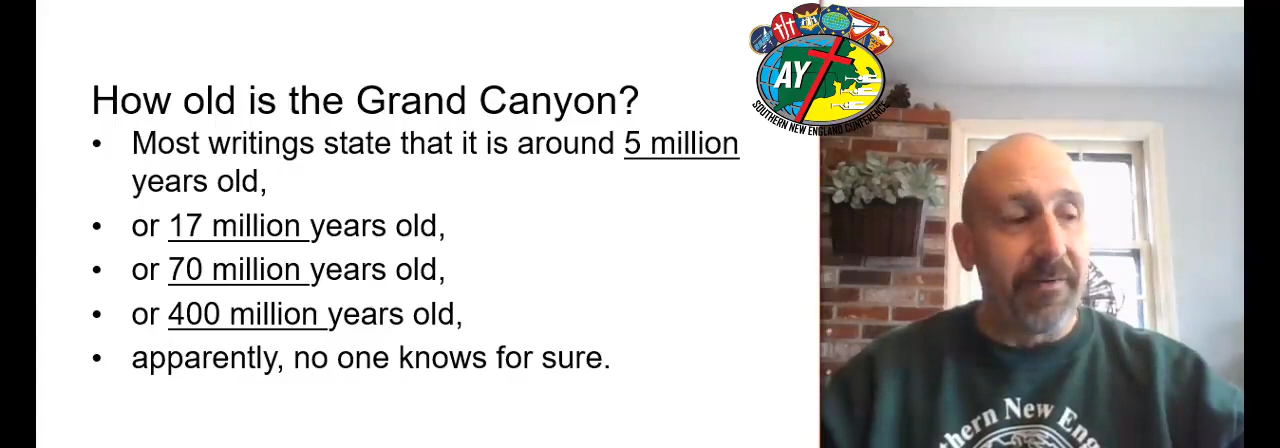 How old is the Grand Canyon?
• Most writings state that it is around 5 million
years old,
• or 17 million years old,
• or 70 million years old,
• or 400 million years old,
• apparently, no one knows for sure.
AY
SOUTHERN NEW ENGLAND CONFERENCE
hern New Eng